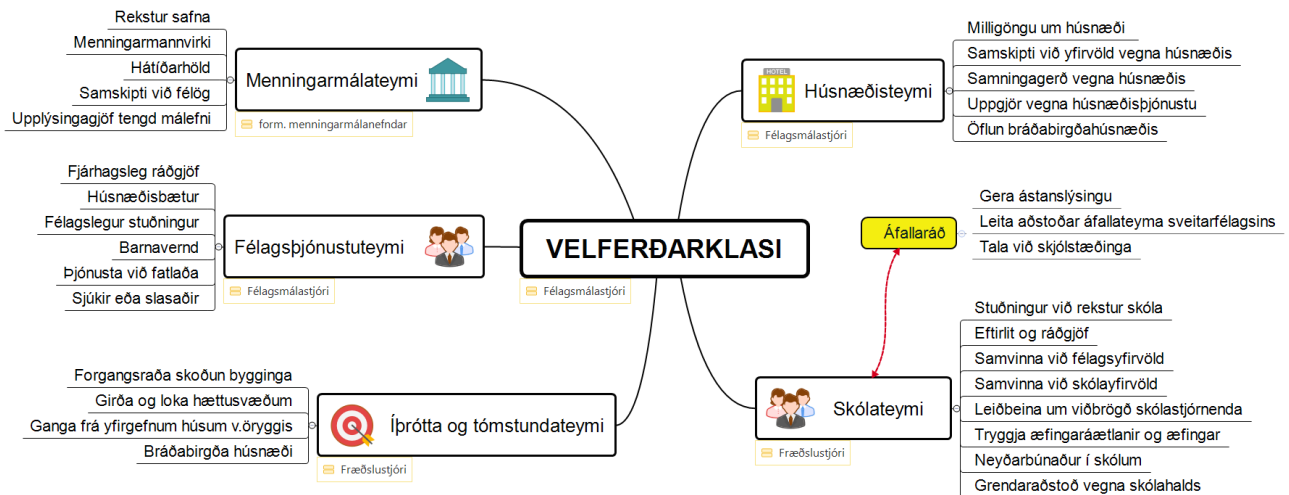 Rekstur safna
Menningarmannvirki
Hátíðarhöld
Samskipti við félög
Upplýsingagjöf tengd málefni
Menningarmálateymi
form. menningarmálanefndar
Fjárhagsleg ráðgjöf
Húsnæðisbætur
Félagslegur stuðningur
Barnavernd
Þjónusta við fatlaða
Sjúkir eða slasaðir
Félagsþjónustuteymi
Félagsmálastjóri
Forgangsraða skoðun bygginga
Girða og loka hættusvæðum
Ganga frá yfirgefnum húsum v.öryggis
Bráðabirgða húsnæði
Íþrótta og tómstundateymi
Fræðslustjóri
VELFERÐARKLASI
Félagsmálastjóri
HOTEL
Húsnæðisteymi
Félagsmálastjóri
Milligöngu um húsnæði
Samskipti við yfirvöld vegna húsnæðis
Samningagerð vegna húsnæðis
Uppgjör vegna húsnæðisþjónustu
Öflun bráðabirgðahúsnæðis
Áfallaráð
Gera ástanslýsingu
Leita aðstoðar áfallateyma sveitarfélagsins
Tala við skjólstæðinga
Skólateymi
Fræðslustjóri
Stuðningur við rekstur skóla
Eftirlit og ráðgjöf
Samvinna við félagsyfirvöld
Samvinna við skólayfirvöld
Leiðbeina um viðbrögð skólastjórnenda
Tryggja æfingaráætlanir og æfingar
Neyðarbúnaður í skólum
Grendaraðstoð vegna skólahalds